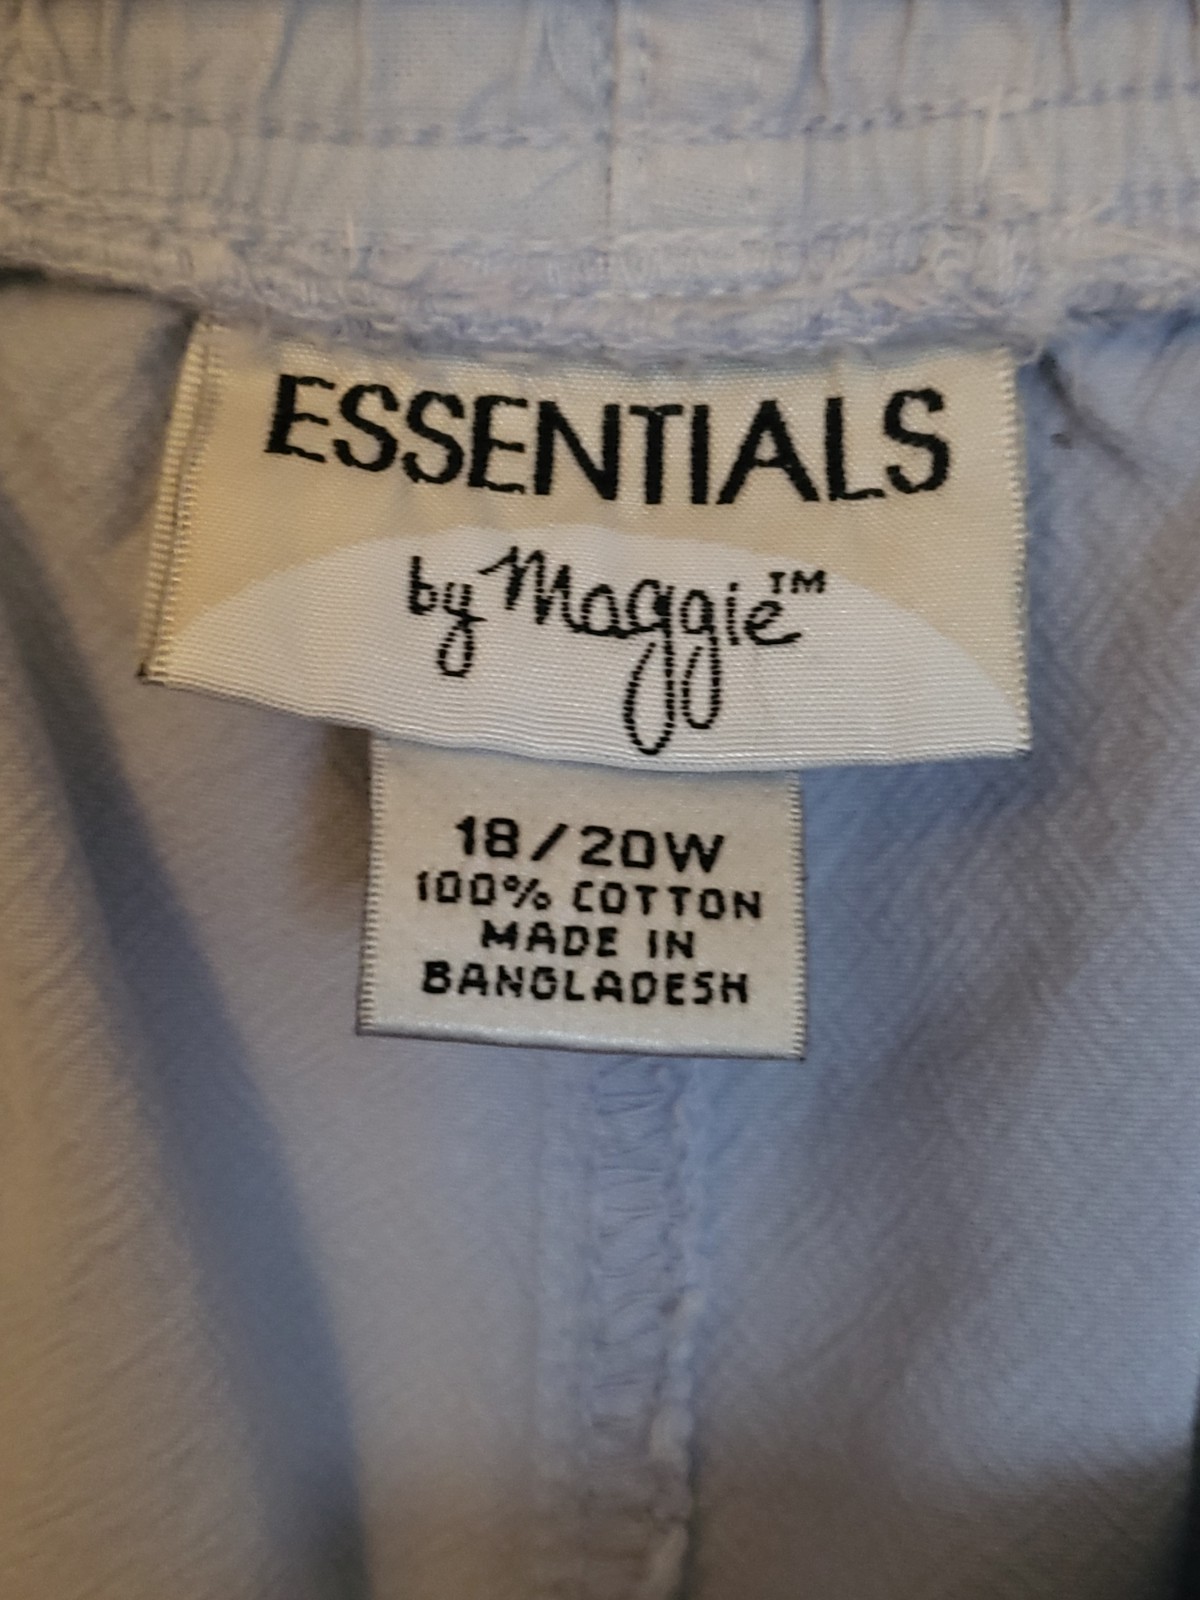 ESSENTIALS
by Maggie™
18/20W
100% COTTON
MADE IN
BANGLADESH